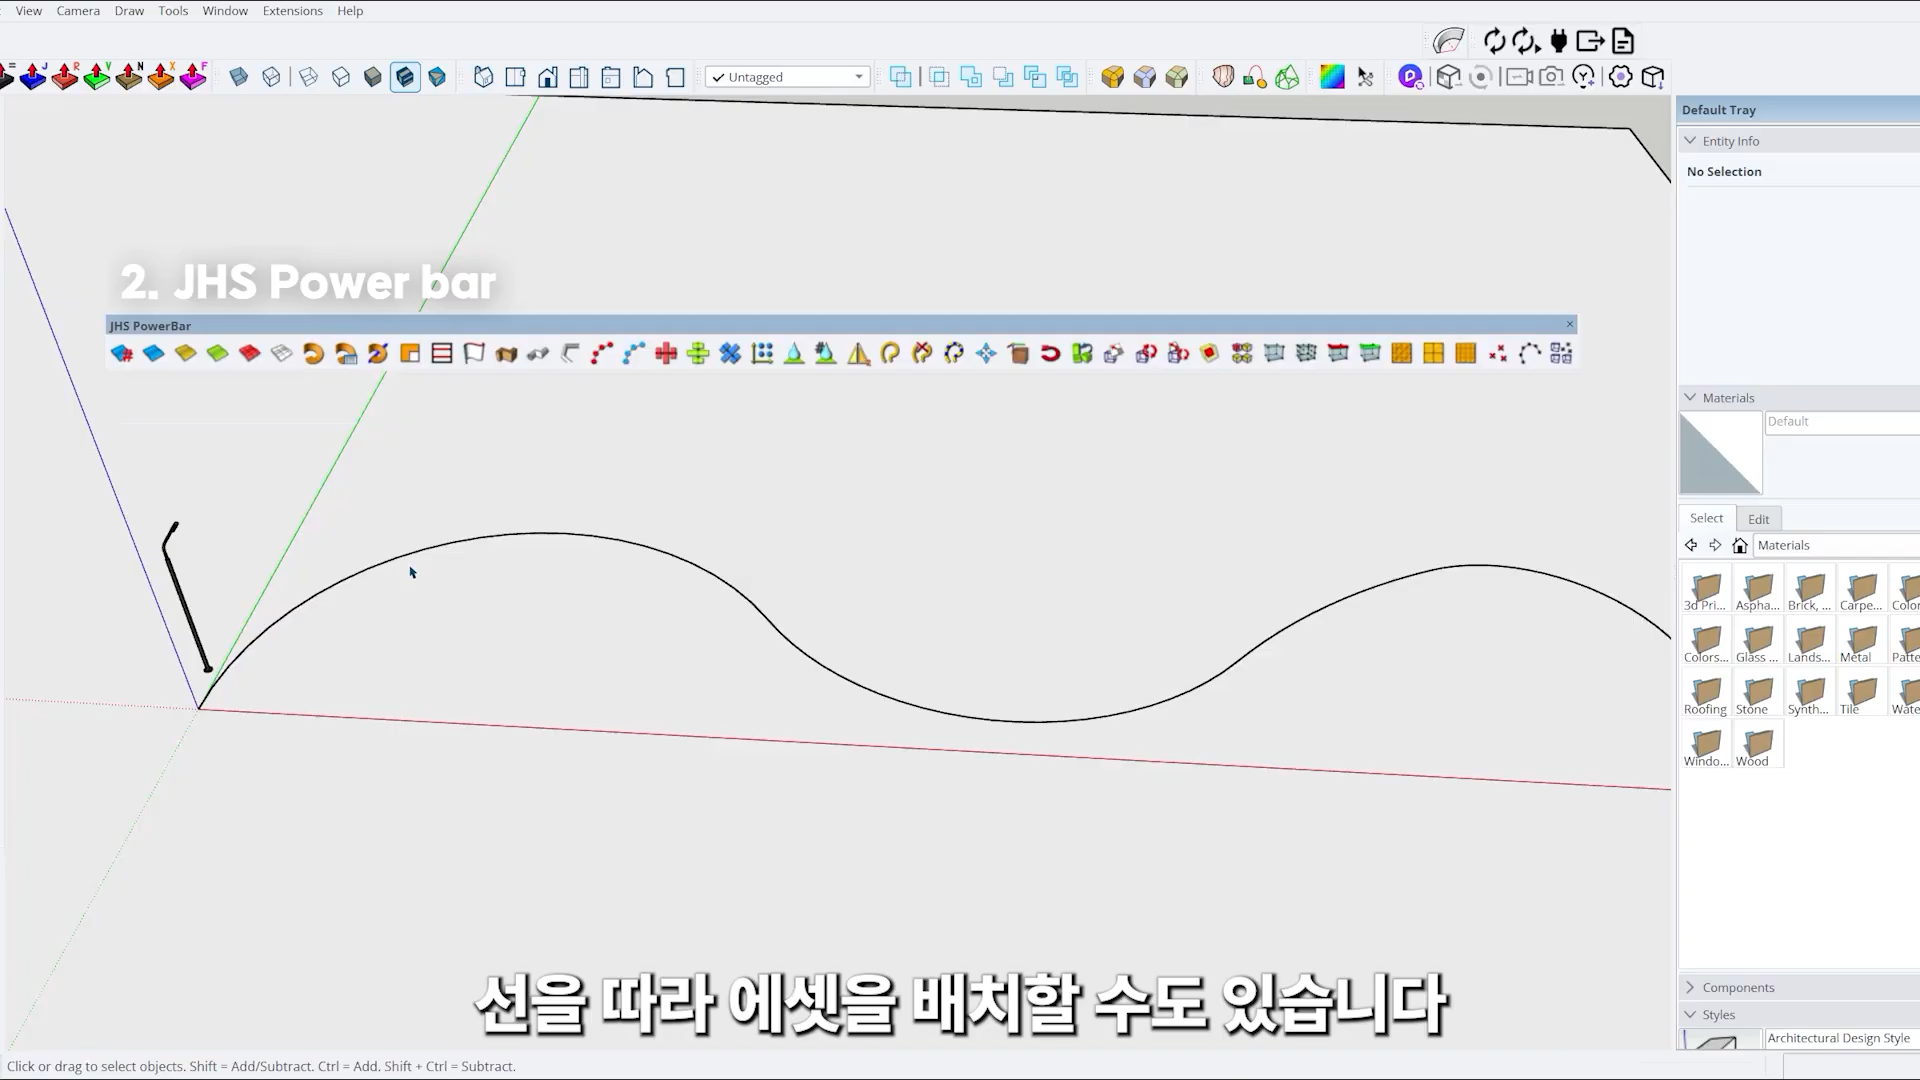 View Camera Draw Tools Window Extensions Help
= J R V N X F
Untagged
Default Tray
Entity Info
No Selection
2. JHS Power bar
JHS PowerBar
Materials
Default
Select Edit
Materials
3d Pri... Aspha... Brick, ... Carpe... Color
Colors... Glass ... Lands... Metal Patte
Roofing Stone Synth... Tile Wate
Windo... Wood
선을 따라 에셋을 배치할 수도 있습니다
Components
Styles
Architectural Design Style
Click or drag to select objects. Shift = Add/Subtract. Ctrl = Add. Shift + Ctrl = Subtract.